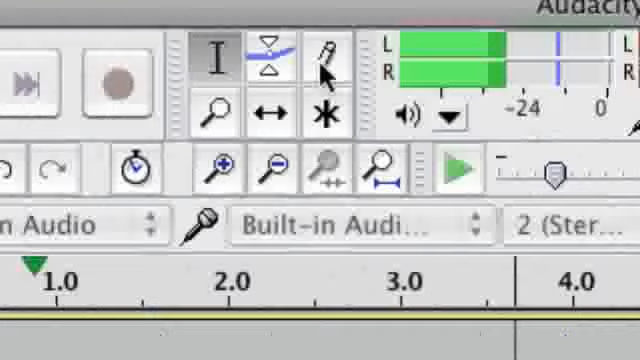 Audacity
L
R
-24
0
L
R
n Audio
Built-in Audi...
2 (Ster...
1.0
2.0
3.0
4.0